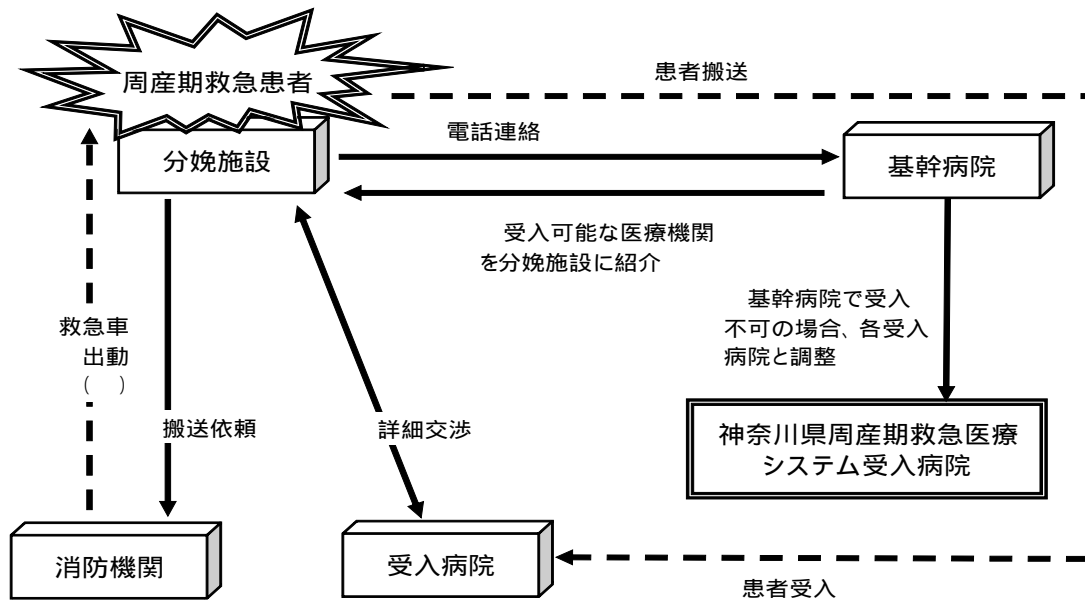 周産期救急患者
患者搬送
電話連絡
分娩施設
基幹病院
受入可能な医療機関
を分娩施設に紹介
基幹病院で受入
不可の場合、各受入
病院と調整
救急車
出動
( )
搬送依頼
詳細交渉
神奈川県周産期救急医療
システム受入病院
消防機関
受入病院
患者受入